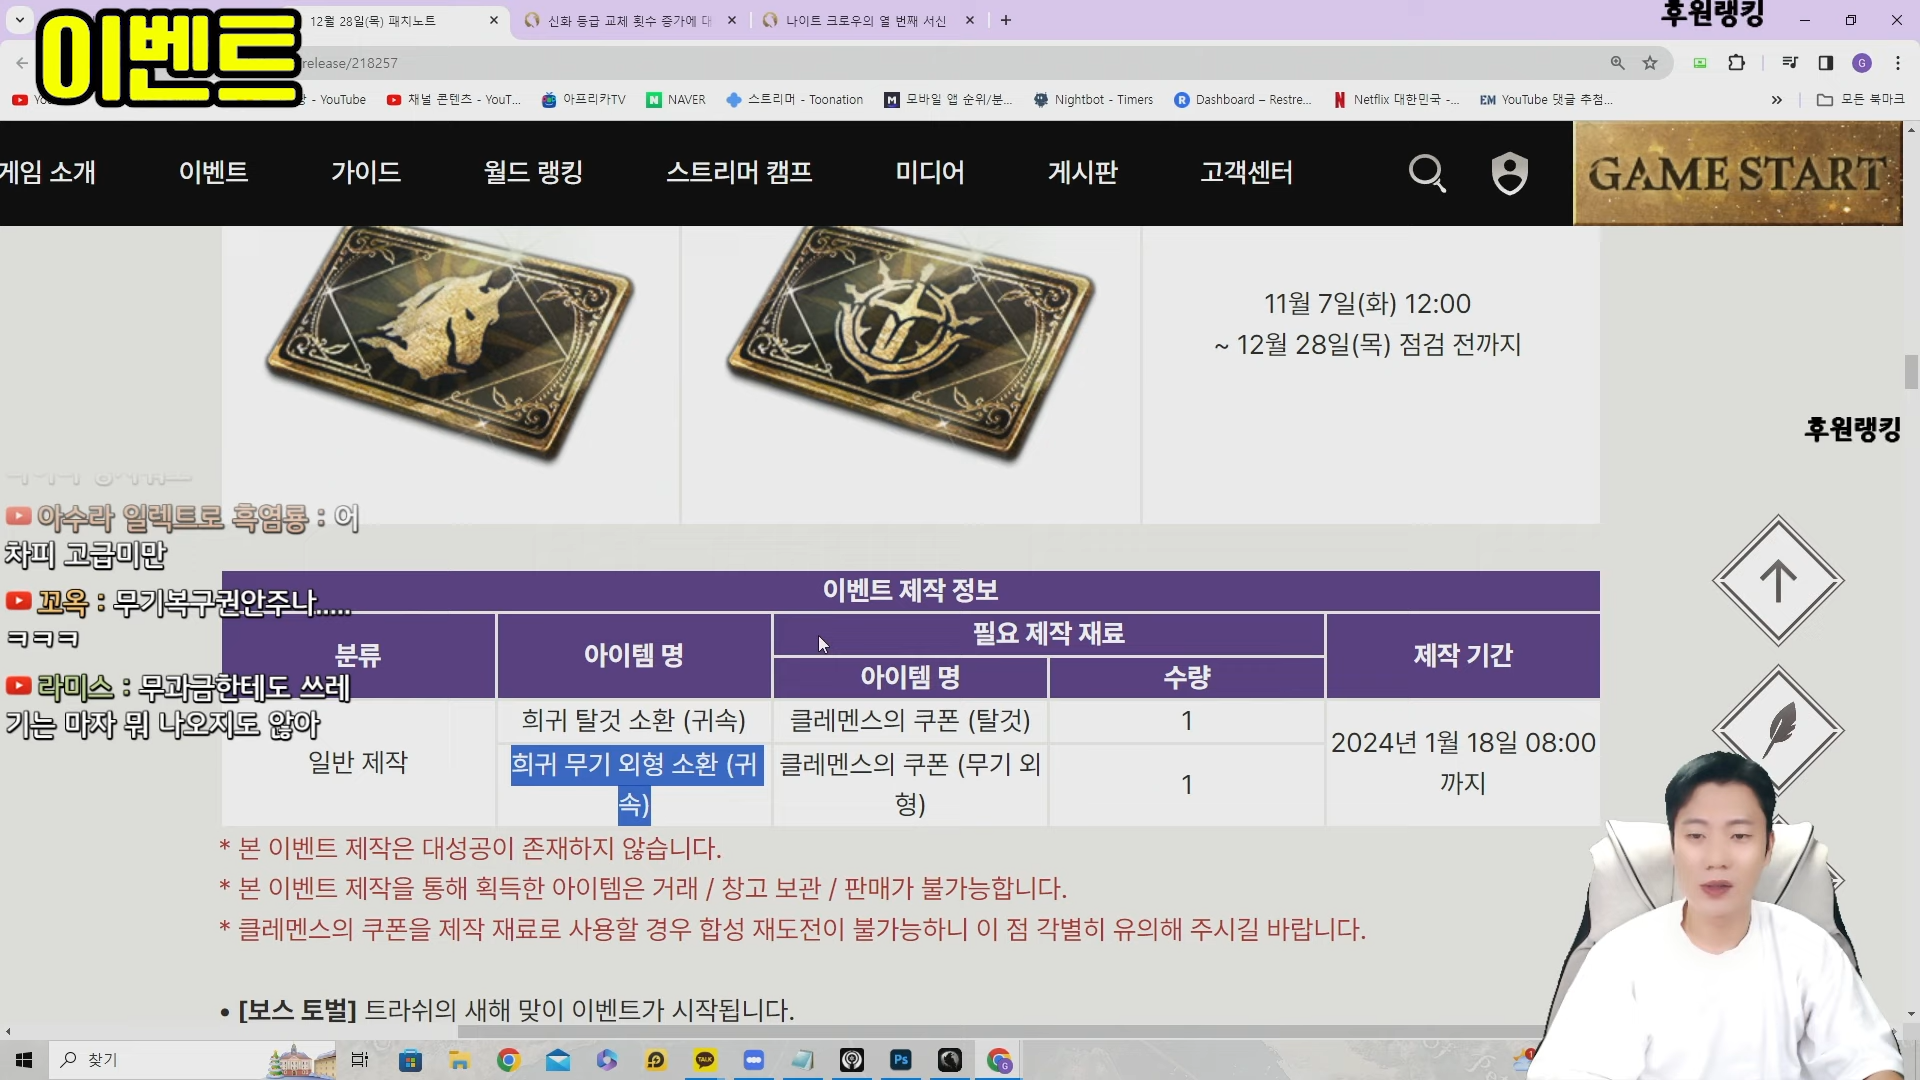 이벤트
12월 28일(목) 패치노트
신화 등급 교체 횟수 증가에 대
나이트 크로우의 열 번째 서신
후원랭킹
release/218257
G
- YouTube
채널 콘텐츠 - YouT...
아프리카TV
NAVER
스트리머 - Toonation
모바일 앱 순위/분...
Nightbot - Timers
Dashboard – Restre...
Netflix 대한민국 -...
EM YouTube 댓글 추첨...
모든 북마크
게임 소개
이벤트
가이드
월드 랭킹
스트리머 캠프
미디어
게시판
고객센터
GAME START
11월 7일(화) 12:00
~ 12월 28일(목) 점검 전까지
후원랭킹
아수라 일렉트로 흑염룡 : 어
차피 고급미만
꼬옥 : 무기복구권안주나.....
ㅋㅋㅋ
라미스 : 무과금한테도 쓰레
기는 마자 뭐 나오지도 않아
이벤트 제작 정보
분류
아이템 명
필요 제작 재료
제작 기간
아이템 명
수량
일반 제작
희귀 탈것 소환 (귀속)
클레멘스의 쿠폰 (탈것)
1
2024년 1월 18일 08:00
까지
희귀 무기 외형 소환 (귀
속)
클레멘스의 쿠폰 (무기 외
형)
1
* 본 이벤트 제작은 대성공이 존재하지 않습니다.
* 본 이벤트 제작을 통해 획득한 아이템은 거래 / 창고 보관 / 판매가 불가능합니다.
* 클레멘스의 쿠폰을 제작 재료로 사용할 경우 합성 재도전이 불가능하니 이 점 각별히 유의해 주시길 바랍니다.
• [보스 토벌] 트라쉬의 새해 맞이 이벤트가 시작됩니다.
찾기
TALK
Ps